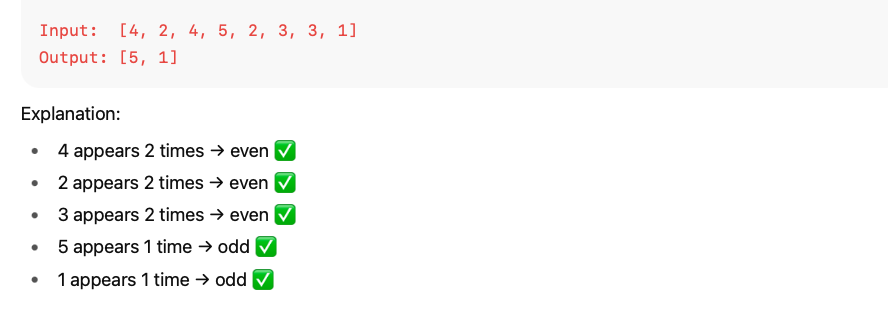 Input:  [4, 2, 4, 5, 2, 3, 3, 1]
Output: [5, 1]
Explanation:
• 4 appears 2 times → even ✅
• 2 appears 2 times → even ✅
• 3 appears 2 times → even ✅
• 5 appears 1 time → odd ✅
• 1 appears 1 time → odd ✅